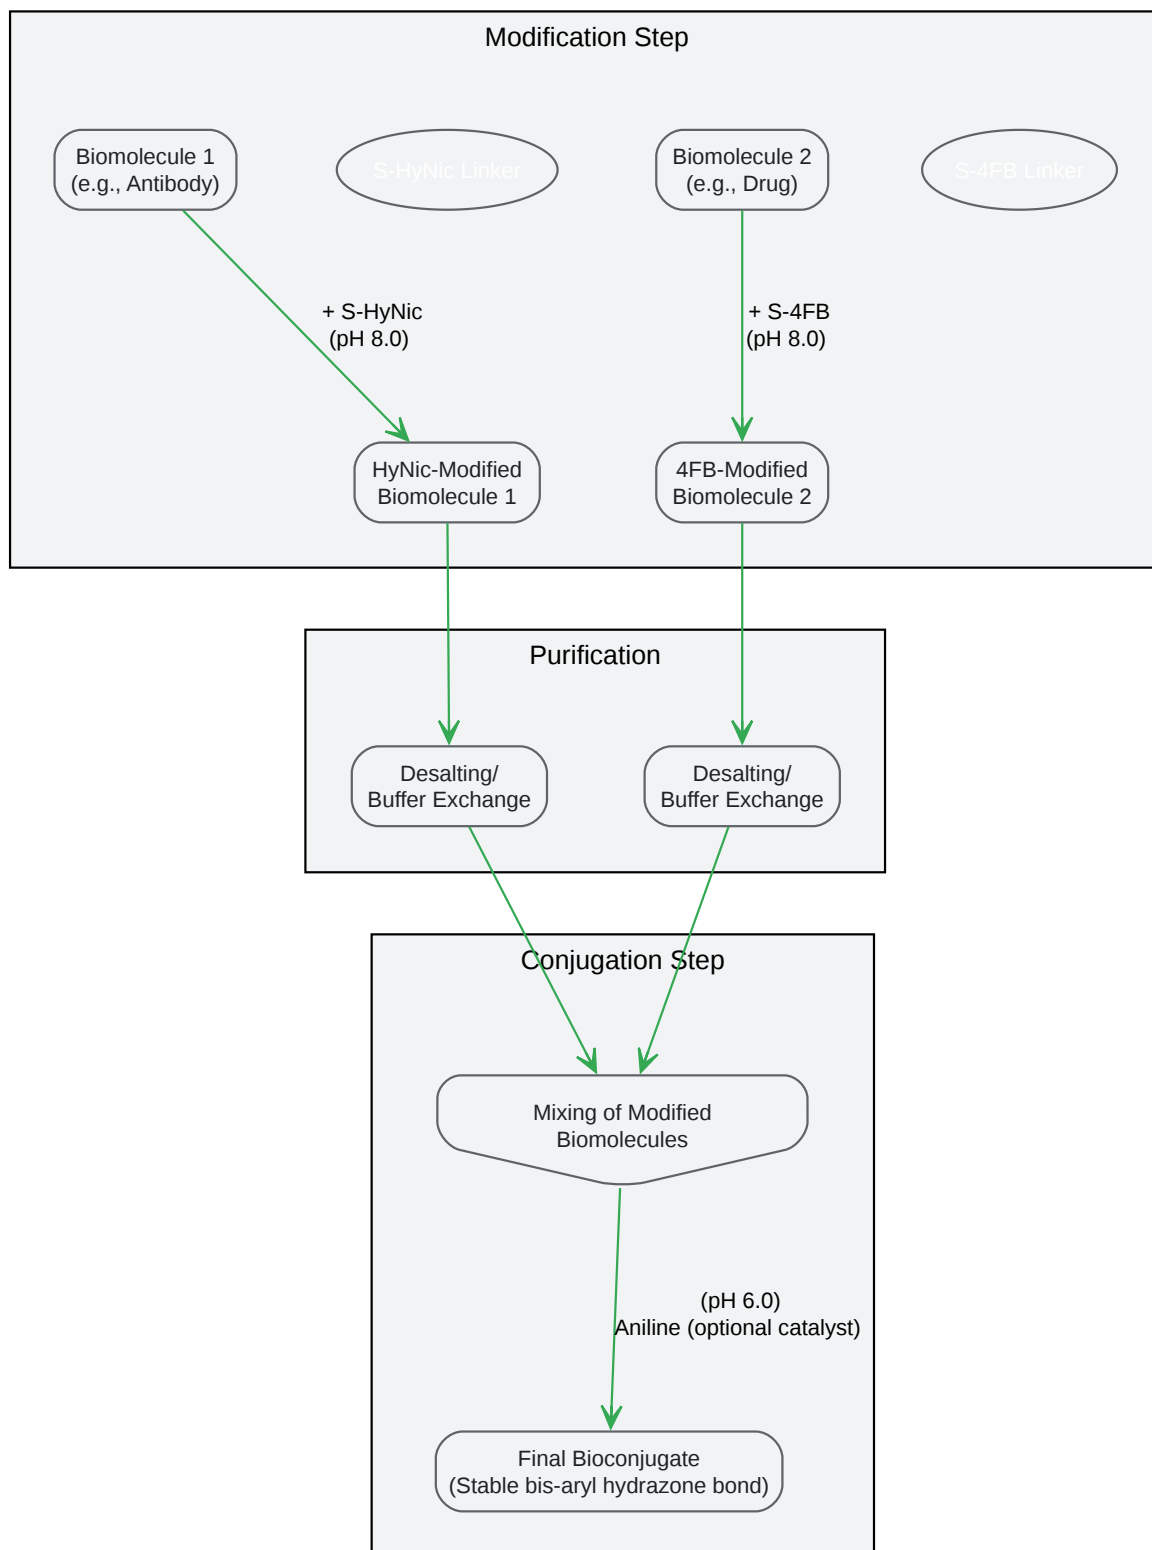 Modification Step
Biomolecule 1
(e.g., Antibody)
S-HyNic Linker
Biomolecule 2
(e.g., Drug)
S-4FB Linker
+ S-HyNic
(pH 8.0)
+ S-4FB
(pH 8.0)
HyNic-Modified
Biomolecule 1
4FB-Modified
Biomolecule 2
Purification
Desalting/
Buffer Exchange
Desalting/
Buffer Exchange
Conjugation Step
Mixing of Modified
Biomolecules
(pH 6.0)
Aniline (optional catalyst)
Final Bioconjugate
(Stable bis-aryl hydrazone bond)